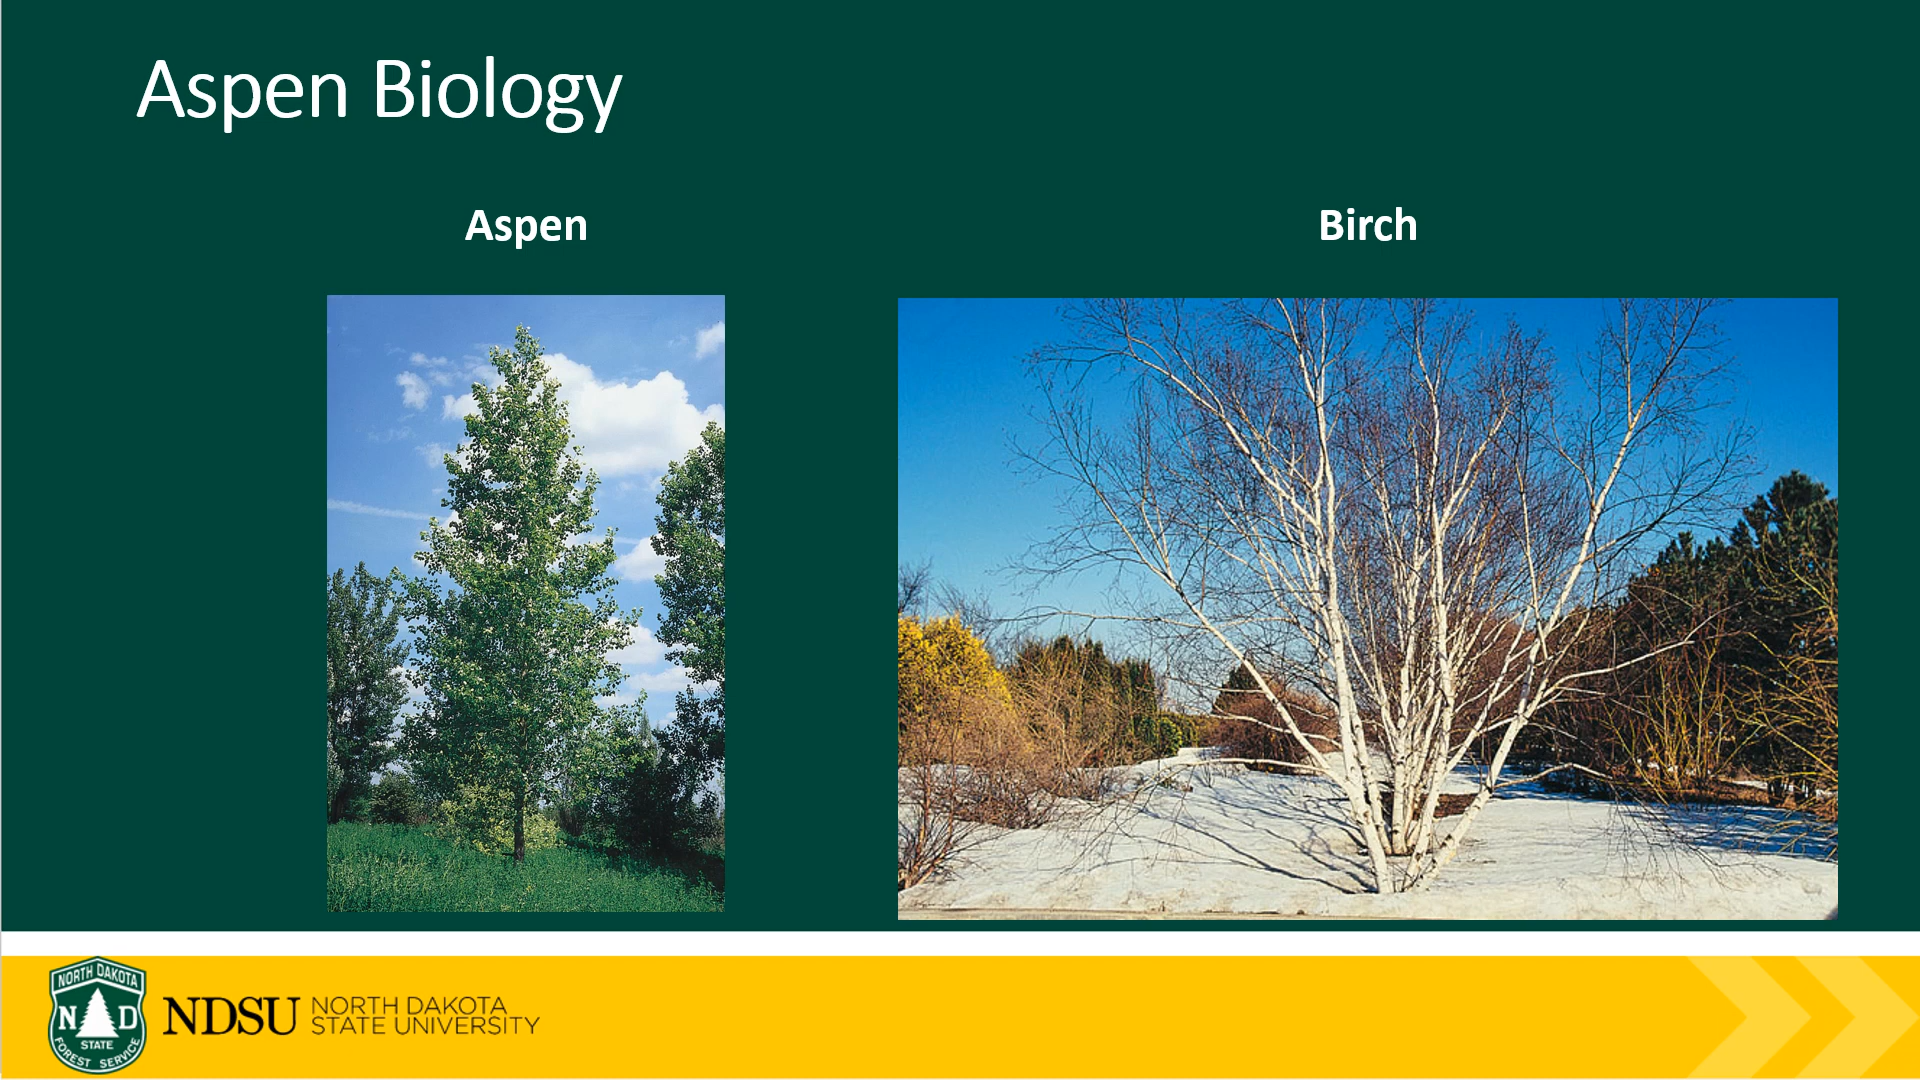 Aspen Biology
Aspen
Birch
NORTH DAKOTA
N D
STATE
FOREST SERVICE
NDSU
NORTH DAKOTA
STATE UNIVERSITY